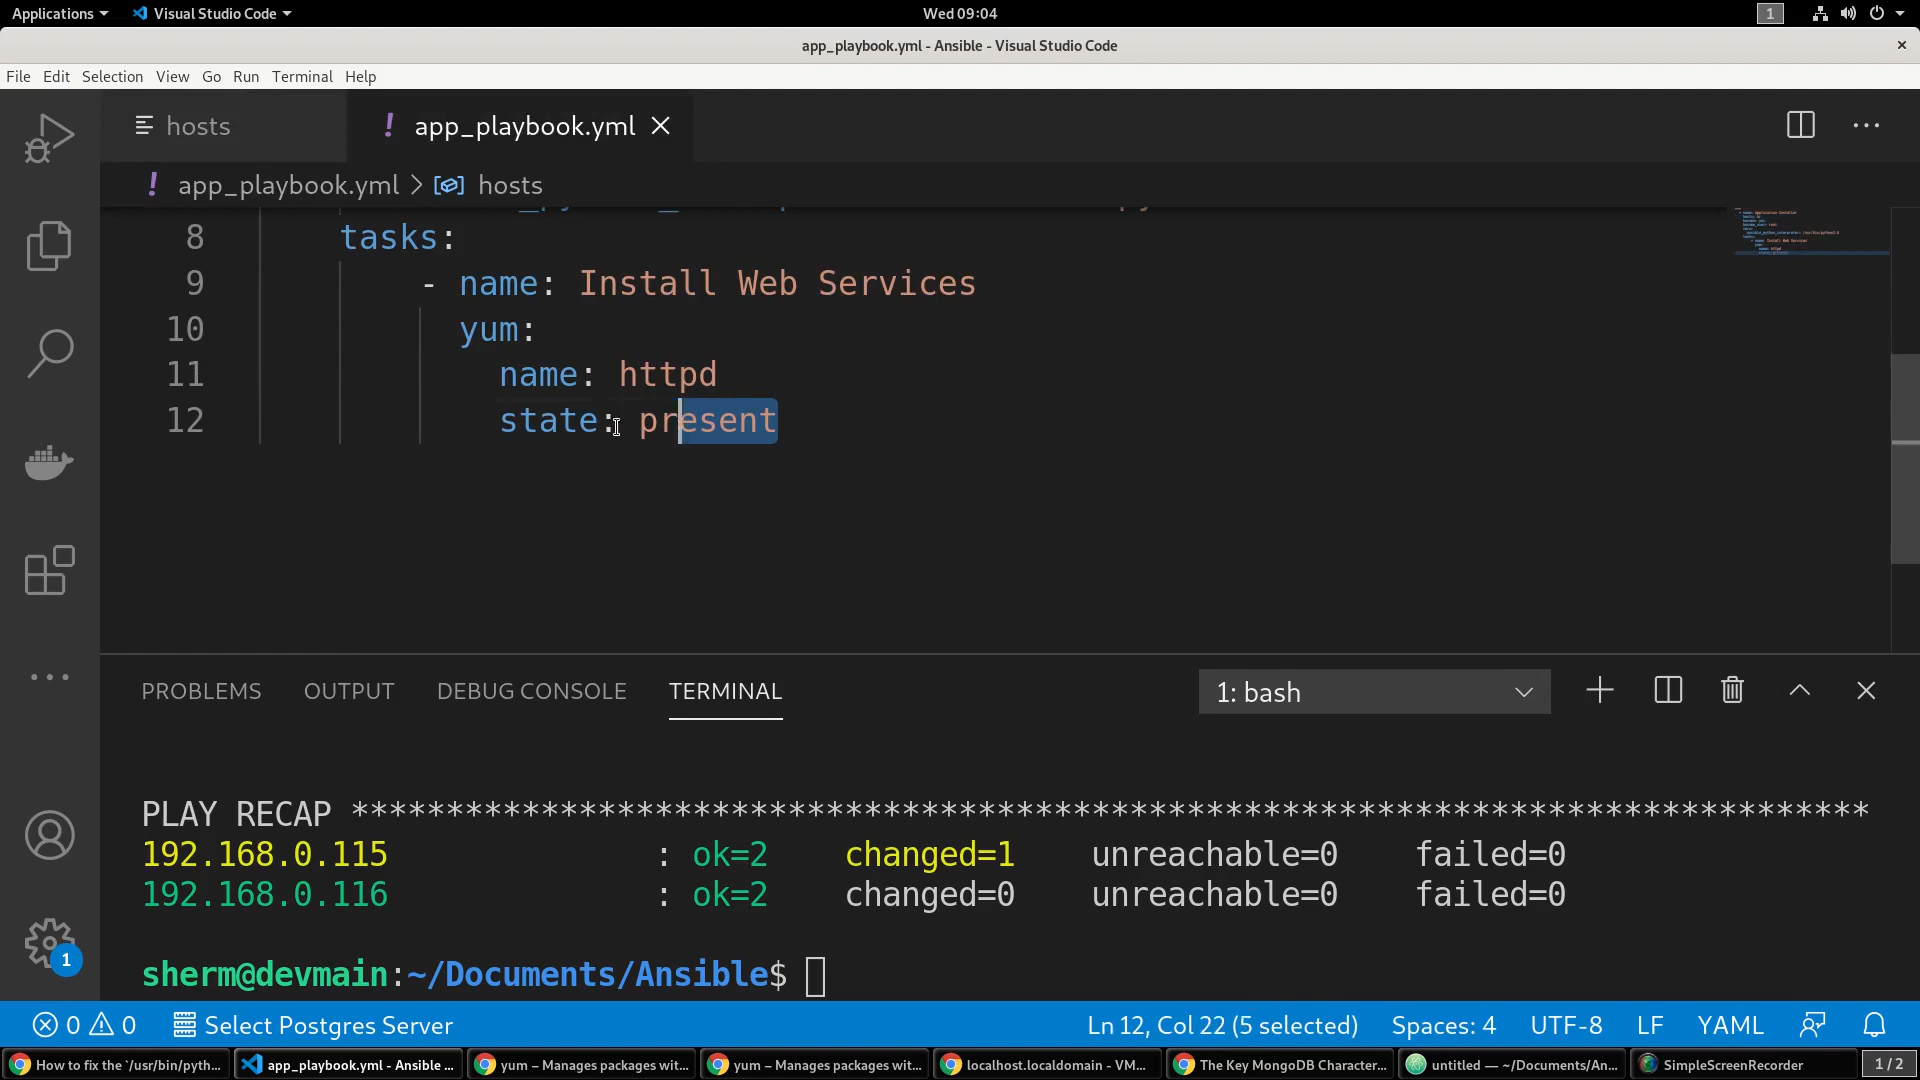 Applications Visual Studio Code Wed 09:04 1
app_playbook.yml - Ansible - Visual Studio Code ×
File Edit Selection View Go Run Terminal Help
hosts ! app_playbook.yml
! app_playbook.yml > hosts
8 tasks:
9 - name: Install Web Services
10 yum:
11 name: httpd
12 state: present
PROBLEMS OUTPUT DEBUG CONSOLE TERMINAL 1: bash
PLAY RECAP ********************************************************************************
192.168.0.115 : ok=2 changed=1 unreachable=0 failed=0
192.168.0.116 : ok=2 changed=0 unreachable=0 failed=0
sherm@devmain:~/Documents/Ansible$
0 0 Select Postgres Server Ln 12, Col 22 (5 selected) Spaces: 4 UTF-8 LF YAML
1
How to fix the `/usr/bin/pyth... app_playbook.yml - Ansible ... yum – Manages packages wit... yum – Manages packages wit... localhost.localdomain - VM... The Key MongoDB Character... untitled — ~/Documents/An... SimpleScreenRecorder 1 / 2